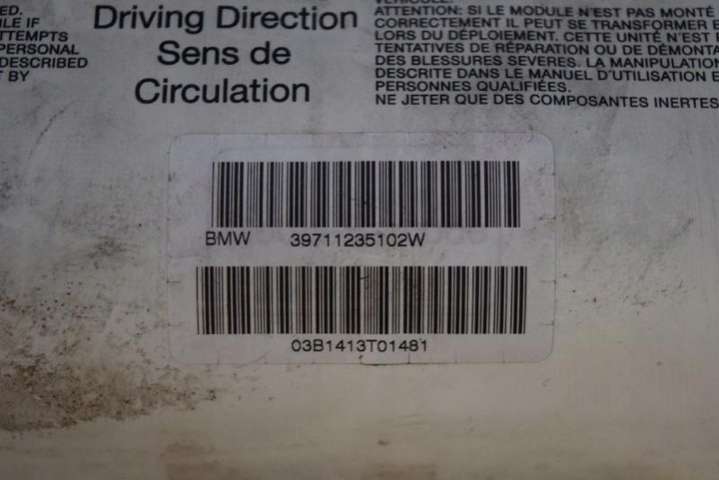 ED.
ILE IF
TTEMPTS
PERSONAL
DESCRIBED
BY
Driving Direction
Sens de
Circulation
VÉHICULE.
ATTENTION: SI LE MODULE N'EST PAS MONTÉ
CORRECTEMENT IL PEUT SE TRANSFORMER
LORS DU DÉPLOIEMENT. CETTE UNITÉ N'EST
TENTATIVES DE RÉPARATION OU DE DÉMONTA
DES BLESSURES SEVERES. LA MANIPULATION
DESCRITE DANS LE MANUEL D'UTILISATION E
PERSONNES QUALIFIÉES.
NE JETER QUE DES COMPOSANTES INERTES
BMW 39711235102W
03B1413T01481